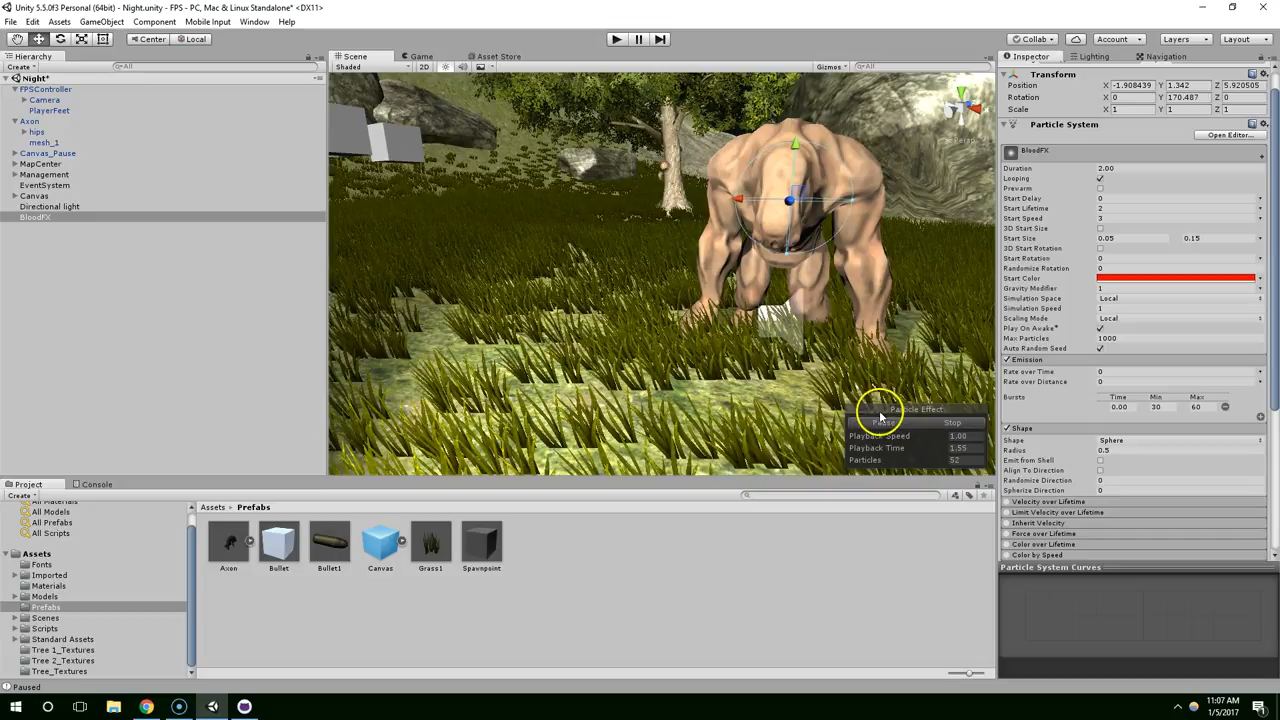 Unity 5.5.0f3 Personal (64bit) - Night.unity - FPS - PC, Mac & Linux Standalone* <DX11>
File Edit Assets GameObject Component Mobile Input Window Help
Center Local Collab Account Layers Layout
Hierarchy Scene Game Asset Store Inspector Lighting Navigation
Create All Shaded 2D Gizmos All
Night*
FPSController
Camera
PlayerFeet
Axon
hips
mesh_1
Canvas_Pause
MapCenter
Management
EventSystem
Canvas
Directional light
BloodFX
Persp
Particle Effect
Pause Stop
Playback Speed 1.00
Playback Time 1.55
Particles 52
Transform
Position X -1.908439 Y 1.342 Z 5.920505
Rotation X 0 Y 170.487 Z 0
Scale X 1 Y 1 Z 1
Particle System
Open Editor...
BloodFX
Duration 2.00
Looping
Prewarm
Start Delay 0
Start Lifetime 2
Start Speed 3
3D Start Size
Start Size 0.05 0.15
3D Start Rotation
Start Rotation 0
Randomize Rotation 0
Start Color
Gravity Modifier 1
Simulation Space Local
Simulation Speed 1
Scaling Mode Local
Play On Awake*
Max Particles 1000
Auto Random Seed
Emission
Rate over Time 0
Rate over Distance 0
Bursts Time Min Max
0.00 30 60
Shape
Shape Sphere
Radius 0.5
Emit from Shell
Align To Direction
Randomize Direction 0
Spherize Direction 0
Velocity over Lifetime
Limit Velocity over Lifetime
Inherit Velocity
Force over Lifetime
Color over Lifetime
Color by Speed
Particle System Curves
Project Console
Create
All Materials
All Models
All Prefabs
All Scripts
Assets
Fonts
Imported
Materials
Models
Prefabs
Scenes
Scripts
Standard Assets
Tree 1_Textures
Tree 2_Textures
Tree_Textures
Assets Prefabs
Axon Bullet Bullet1 Canvas Grass1 Spawnpoint
Paused
11:07 AM
1/5/2017